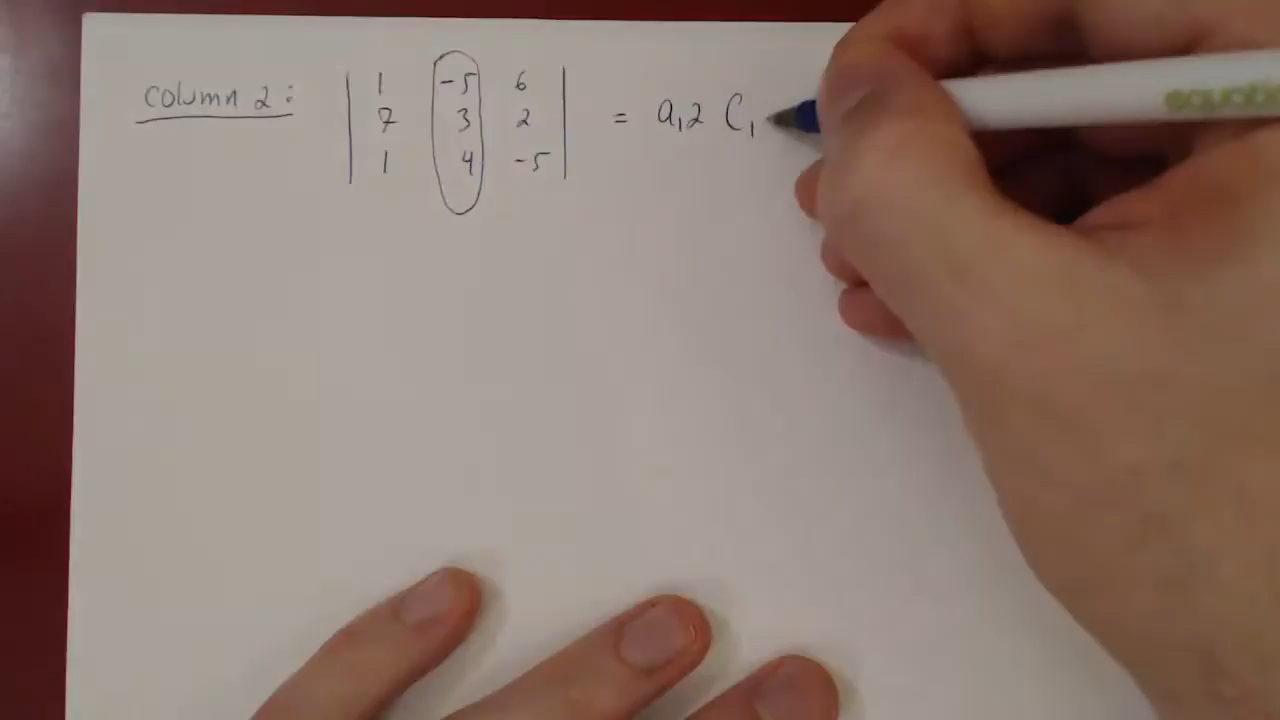 column 2: | 1 -5 6 | = a₁2 C₁
| 7 3 2 |
| 1 4 -5 |